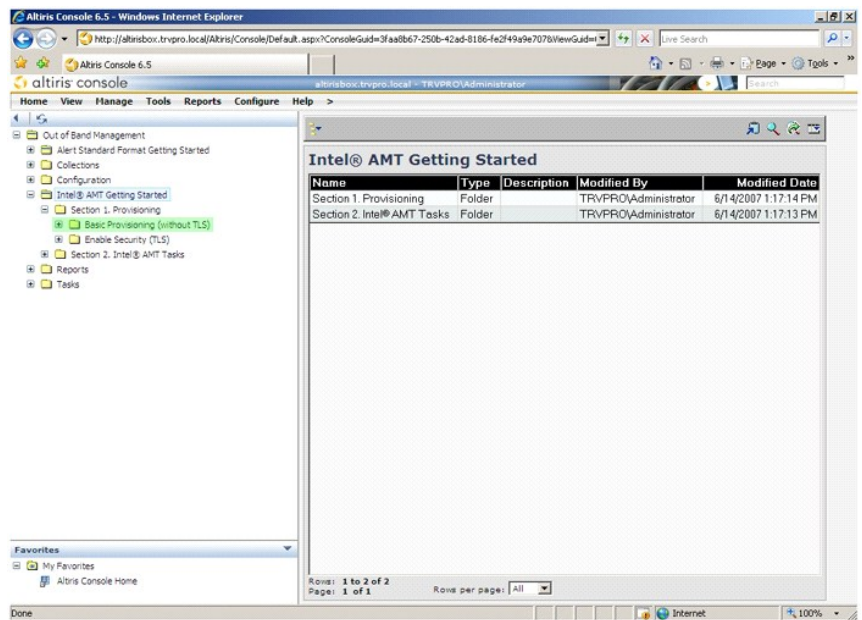 Altiris Console 6.5 - Windows Internet Explorer
http://altirisbox.trvpro.local/Altiris/Console/Default.aspx?ConsoleGuid=3faa8b67-250b-42ad-8186-fe2f49a9e707&ViewGuid=
Live Search
Altiris Console 6.5
Page
Tools
altiris console
altirisbox.trvpro.local - TRVPRO\Administrator
Search
Home View Manage Tools Reports Configure Help >
Out of Band Management
Alert Standard Format Getting Started
Collections
Configuration
Intel® AMT Getting Started
Section 1. Provisioning
Basic Provisioning (without TLS)
Enable Security (TLS)
Section 2. Intel® AMT Tasks
Reports
Tasks
Intel® AMT Getting Started
Name Type Description Modified By Modified Date
Section 1. Provisioning Folder TRVPRO\Administrator 6/14/2007 1:17:14 PM
Section 2. Intel® AMT Tasks Folder TRVPRO\Administrator 6/14/2007 1:17:13 PM
Favorites
My Favorites
Altiris Console Home
Rows: 1 to 2 of 2
Page: 1 of 1 Rows per page: All
Done
Internet
100%